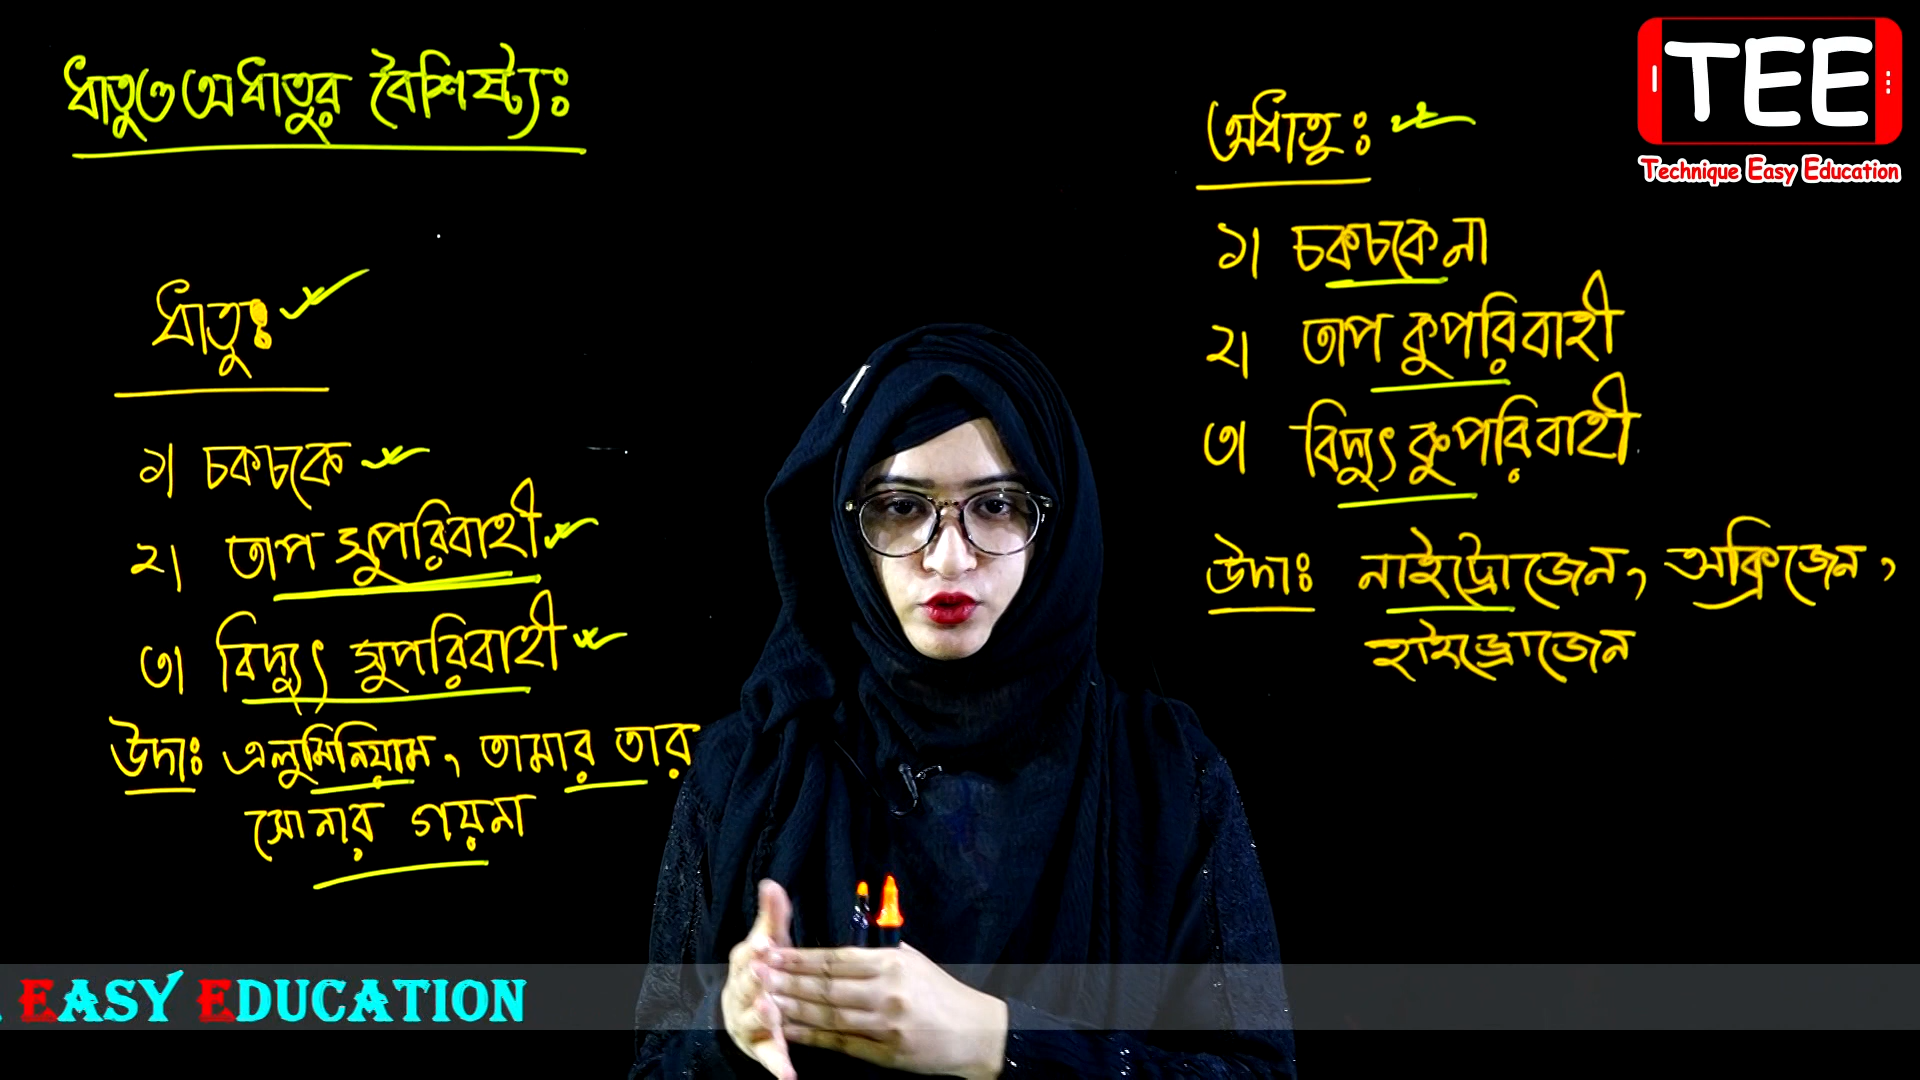 ধাতু ও অধাতুর বৈশিষ্ট্যঃ
ধাতুঃ
১। চকচকে
২। তাপ সুপরিবাহী
৩। বিদ্যুৎ সুপরিবাহী
উদাঃ এলুমিনিয়াম, তামার তার
সোনার গয়না
অধাতুঃ
১। চকচকে না
২। তাপ কুপরিবাহী
৩। বিদ্যুৎ কুপরিবাহী
উদাঃ নাইট্রোজেন, অক্সিজেন,
হাইড্রোজেন
TEE
Technique Easy Education
EASY EDUCATION